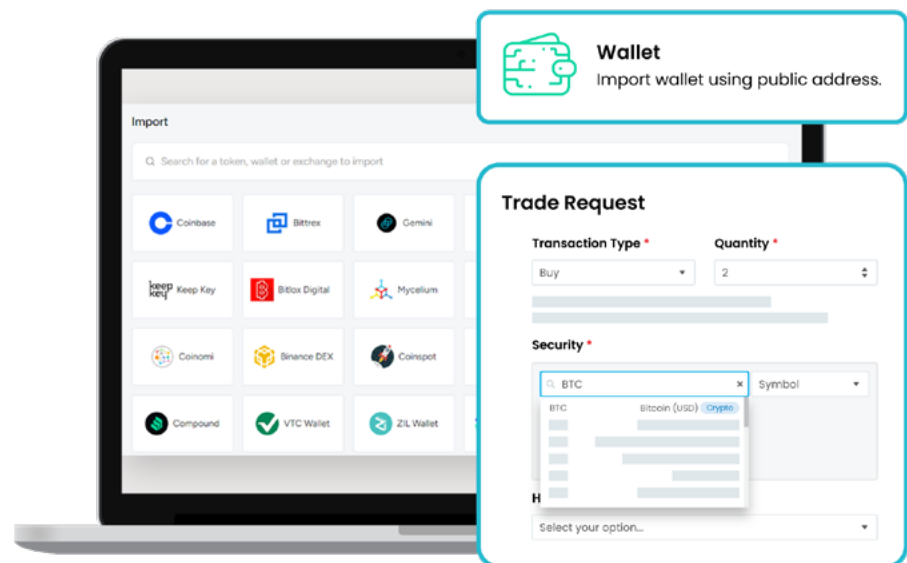 Wallet
Import wallet using public address.
Import
Search for a token, wallet or exchange to import
Coinbase
Bittrex
Gemini
keep
key
Keep Key
Bitlox Digital
Mycelium
Coinomi
Binance DEX
Coinspot
Compound
VTC Wallet
ZIL Wallet
Trade Request
Transaction Type * Quantity *
Buy 2
Security *
BTC × Symbol
BTC Bitcoin (USD) Crypto
H
Select your option...